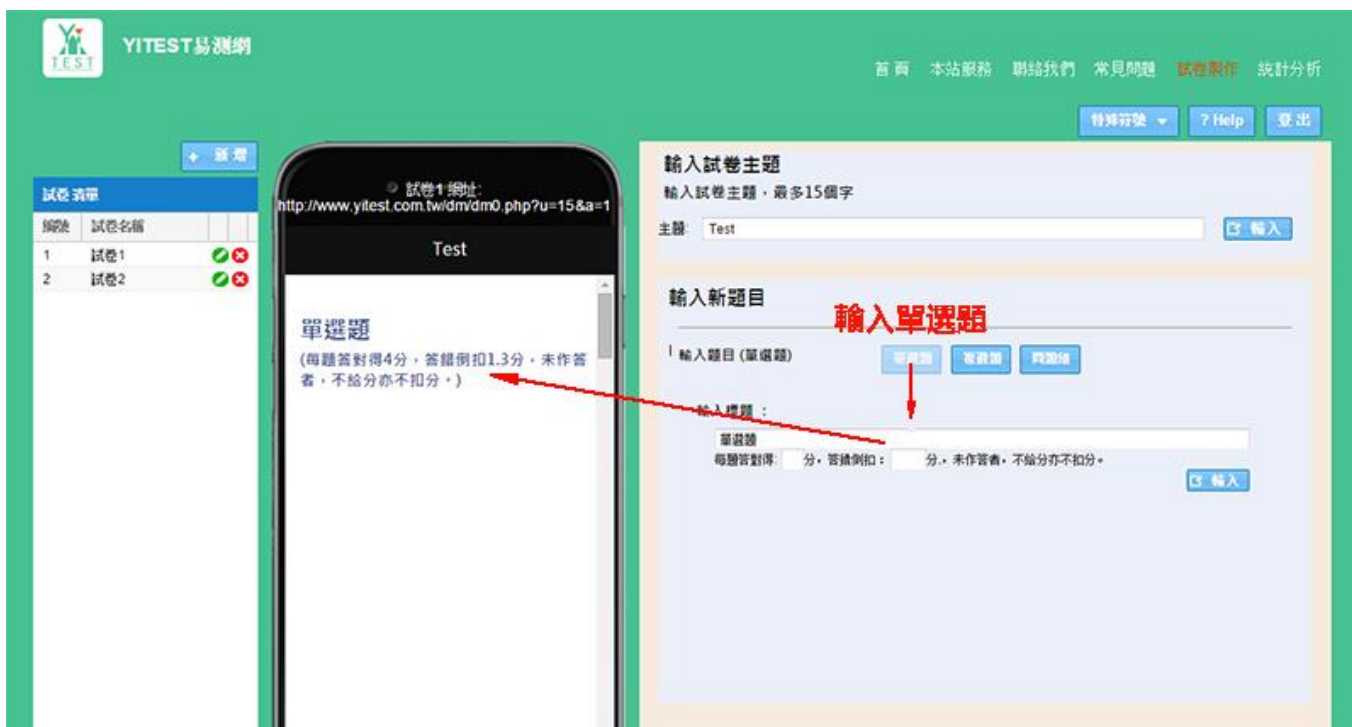 YITEST易測網
TEST
首頁 本站服務 聯絡我們 常見問題 試卷製作 統計分析
特殊符號 ? Help 登出
+ 新增
試卷清單
編號 試卷名稱
1 試卷1
2 試卷2
試卷1 網址:
http://www.yitest.com.tw/dm/dm0.php?u=15&a=1
Test
單選題
(每題答對得4分，答錯倒扣1.3分，未作答
者，不給分亦不扣分。)
輸入試卷主題
輸入試卷主題，最多15個字
主題: Test 輸入
輸入新題目
輸入單選題
輸入題目 (單選題) 單選題 複選題 問題組
輸入標題 :
單選題
每題答對得: 分，答錯倒扣： 分.，未作答者，不給分亦不扣分。
輸入